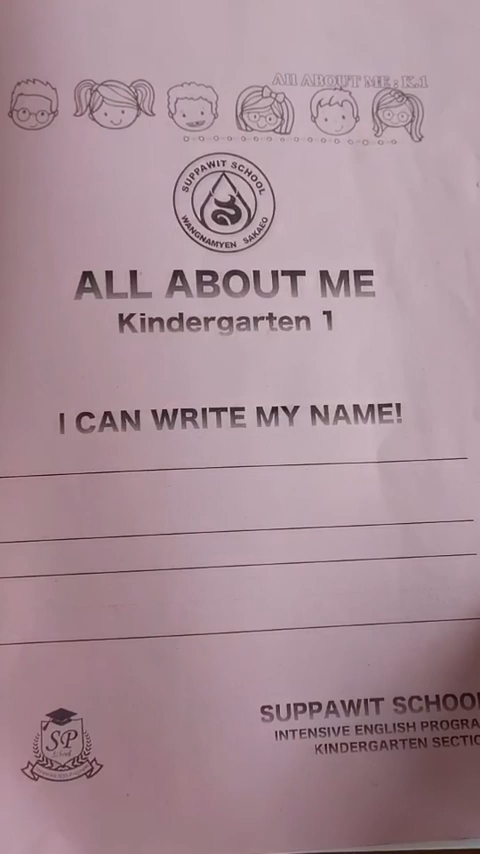 All ABOUT ME : K.1
SUPPAWIT SCHOOL
WANGNAMYEN SAKAEO
ALL ABOUT ME
Kindergarten 1
I CAN WRITE MY NAME!
SP
School
SUPPAWIT SCHOOL
INTENSIVE ENGLISH PROGRA
KINDERGARTEN SECTIO